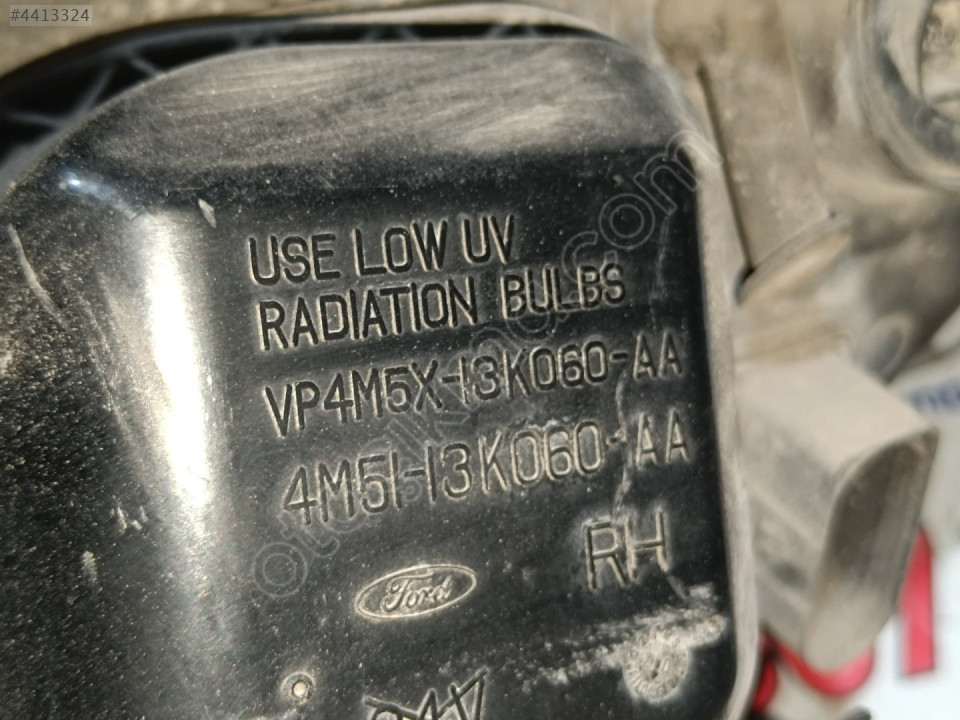 #4413324
USE LOW UV
RADIATION BULBS
VP4M5X-13K060-AA
4M51-13K060-AA
RH
Ford